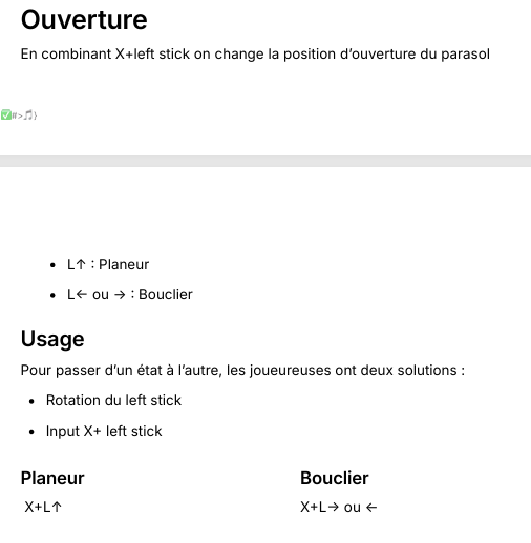 Ouverture
En combinant X+left stick on change la position d'ouverture du parasol
✅#>🎵}
• L↑ : Planeur
• L← ou → : Bouclier
Usage
Pour passer d'un état à l'autre, les joueureuses ont deux solutions :
• Rotation du left stick
• Input X+ left stick
Planeur
X+L↑
Bouclier
X+L→ ou ←